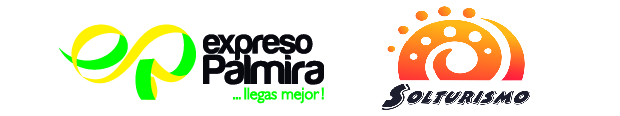 expreso
Palmira
...llegas mejor!
SOLTURISMO